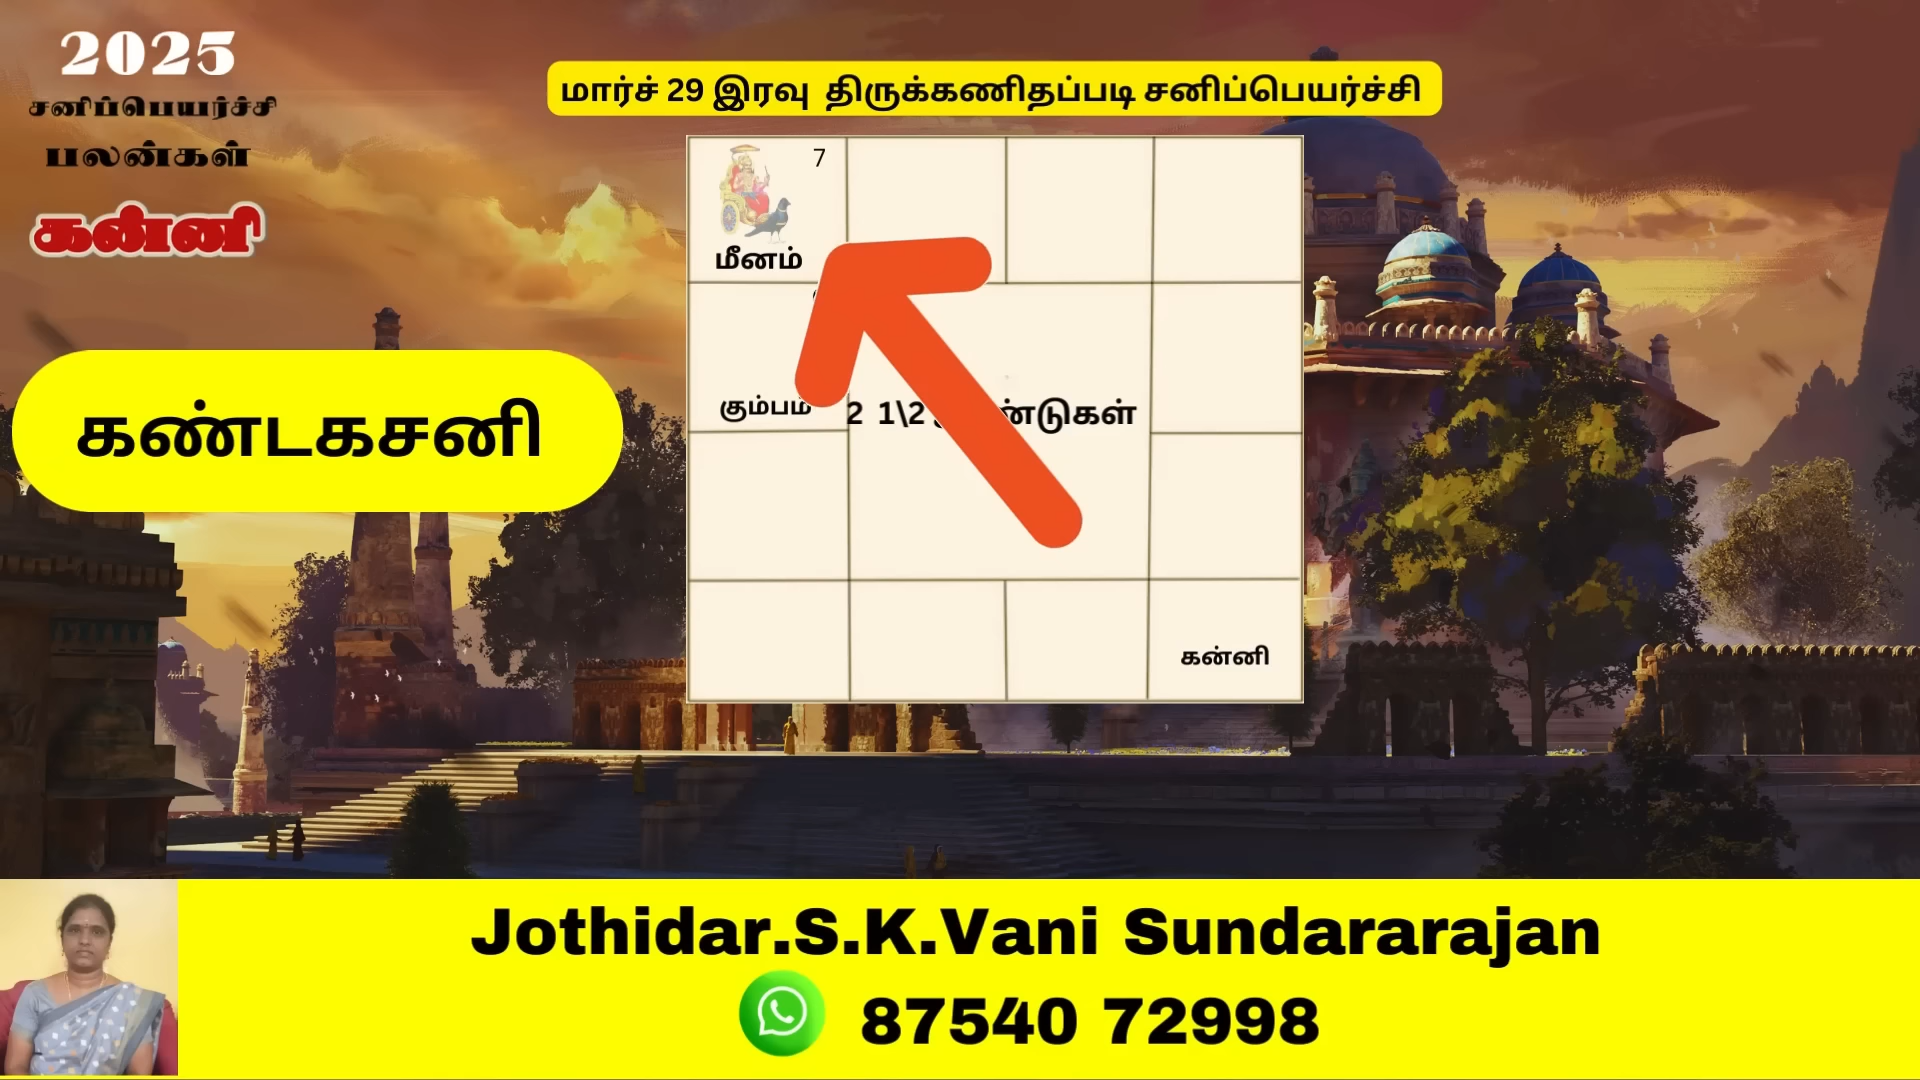 2025
சனிப்பெயர்ச்சி
பலன்கள்
கன்னி
மார்ச் 29 இரவு திருக்கணிதப்படி சனிப்பெயர்ச்சி
7
மீனம்
கண்டகசனி
கும்பம்
2 1\2
கன்னி
Jothidar.S.K.Vani Sundararajan
87540 72998